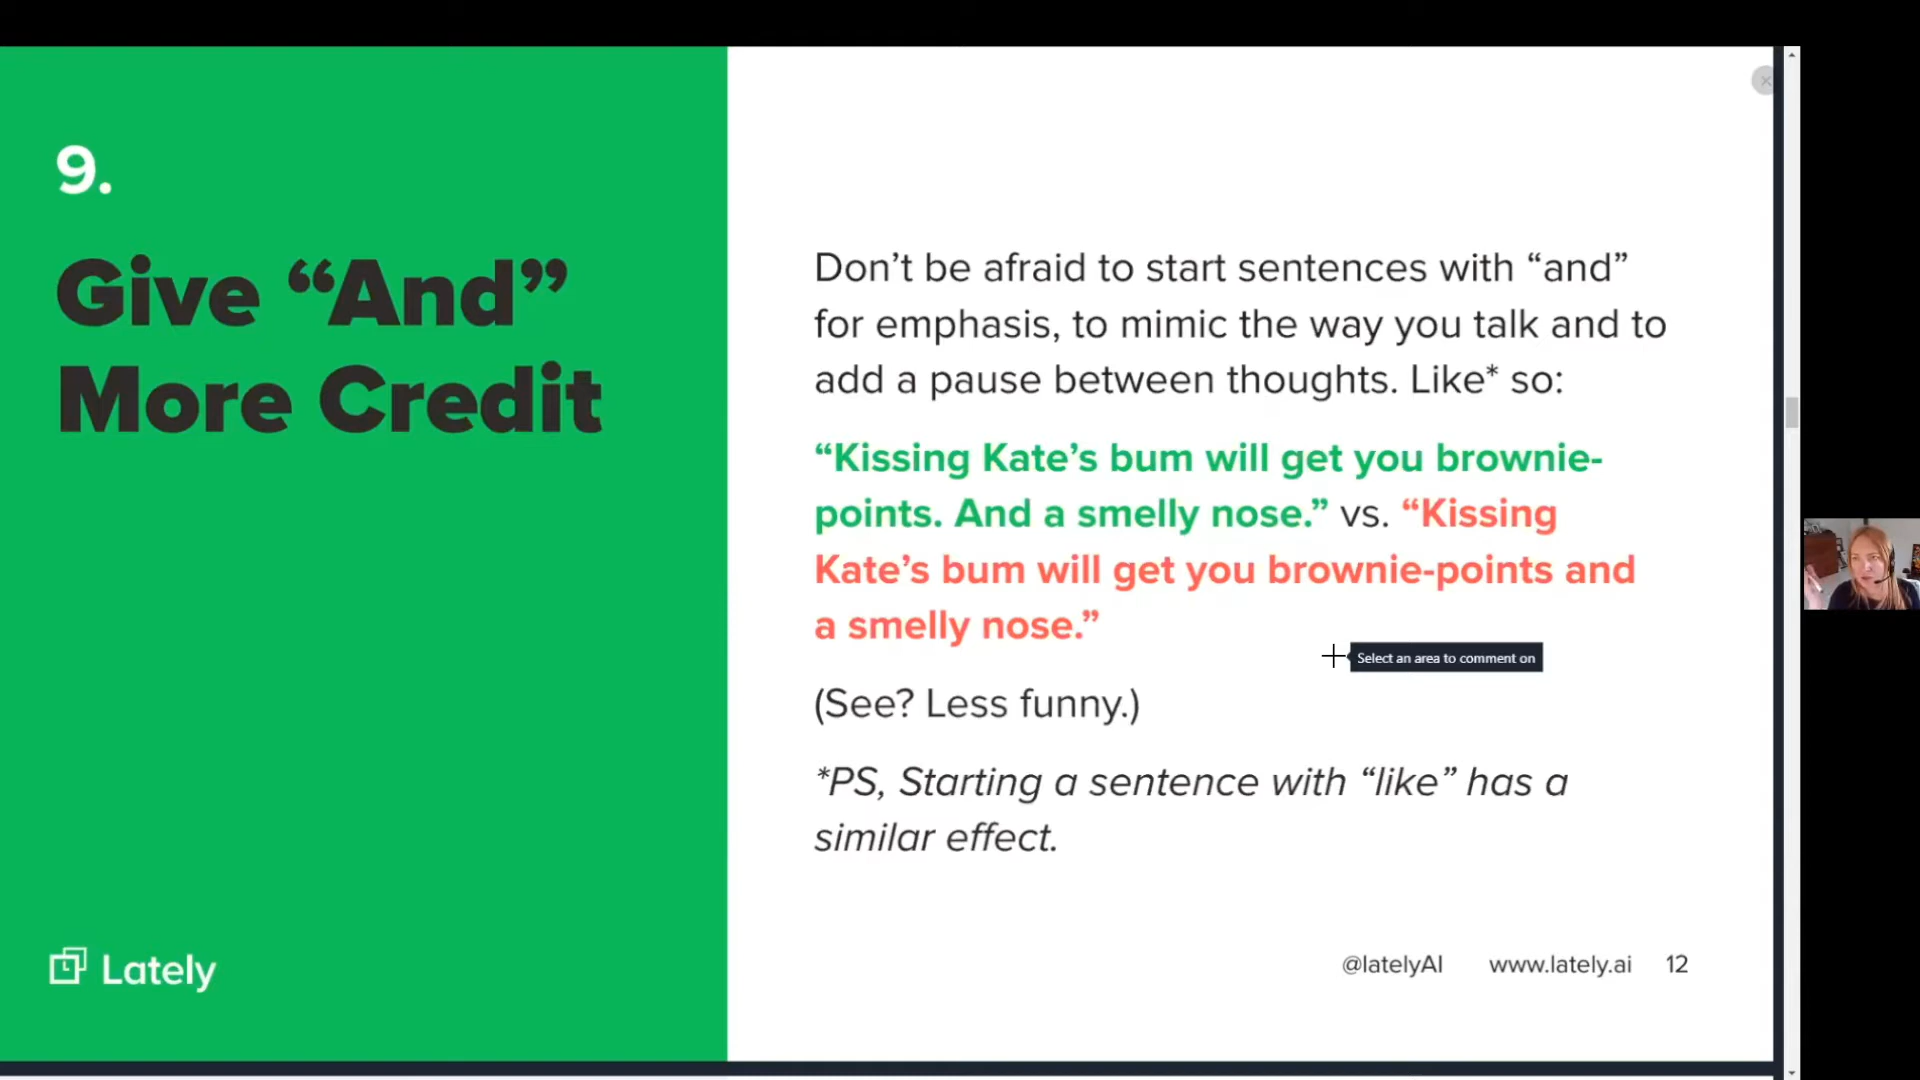 9.
Give “And”
More Credit
Don’t be afraid to start sentences with “and”
for emphasis, to mimic the way you talk and to
add a pause between thoughts. Like* so:
“Kissing Kate’s bum will get you brownie-
points. And a smelly nose.” vs. “Kissing
Kate’s bum will get you brownie-points and
a smelly nose.”
Select an area to comment on
(See? Less funny.)
*PS, Starting a sentence with “like” has a
similar effect.
Lately
@latelyAI www.lately.ai 12